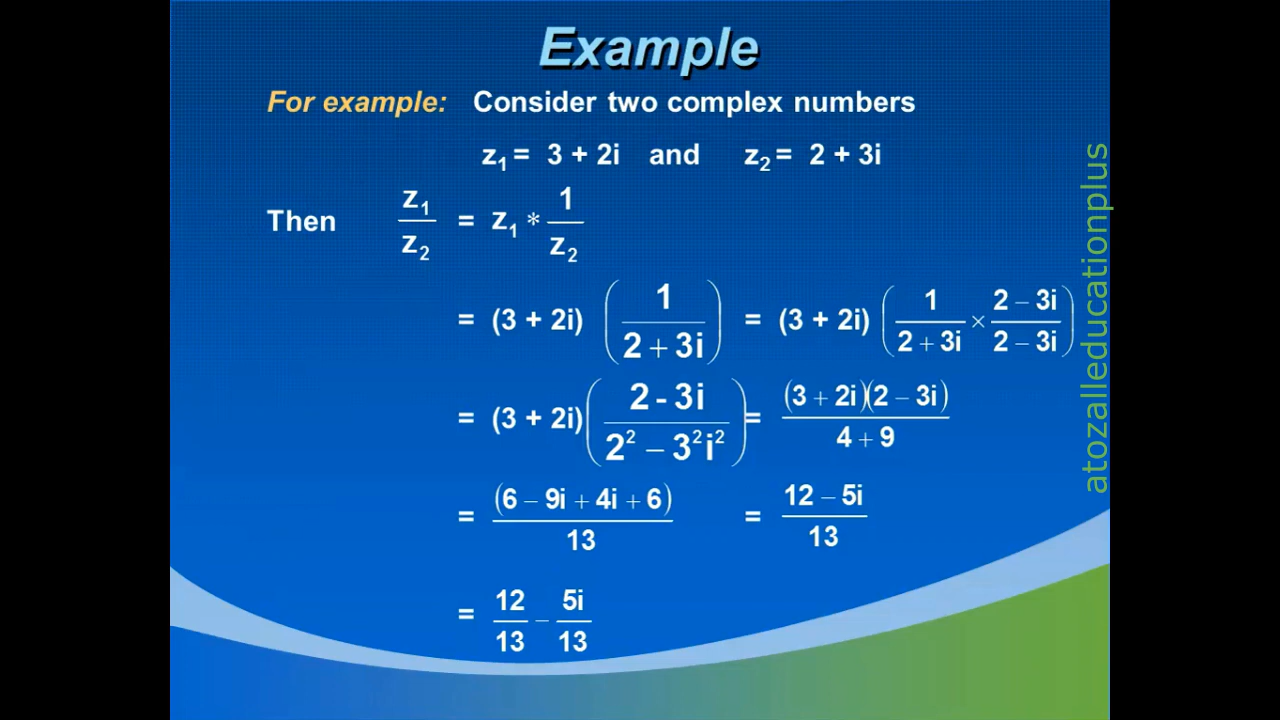 Example
For example: Consider two complex numbers
z₁ = 3 + 2i and z₂ = 2 + 3i
Then z₁/z₂ = z₁ * 1/z₂
= (3 + 2i) (1/(2 + 3i)) = (3 + 2i) (1/(2 + 3i) × (2 – 3i)/(2 – 3i))
= (3 + 2i) ((2 - 3i)/(2² – 3²i²)) = (3 + 2i)(2 – 3i)/(4 + 9)
= (6 – 9i + 4i + 6)/13 = (12 – 5i)/13
= 12/13 – 5i/13
atozalleducationplus